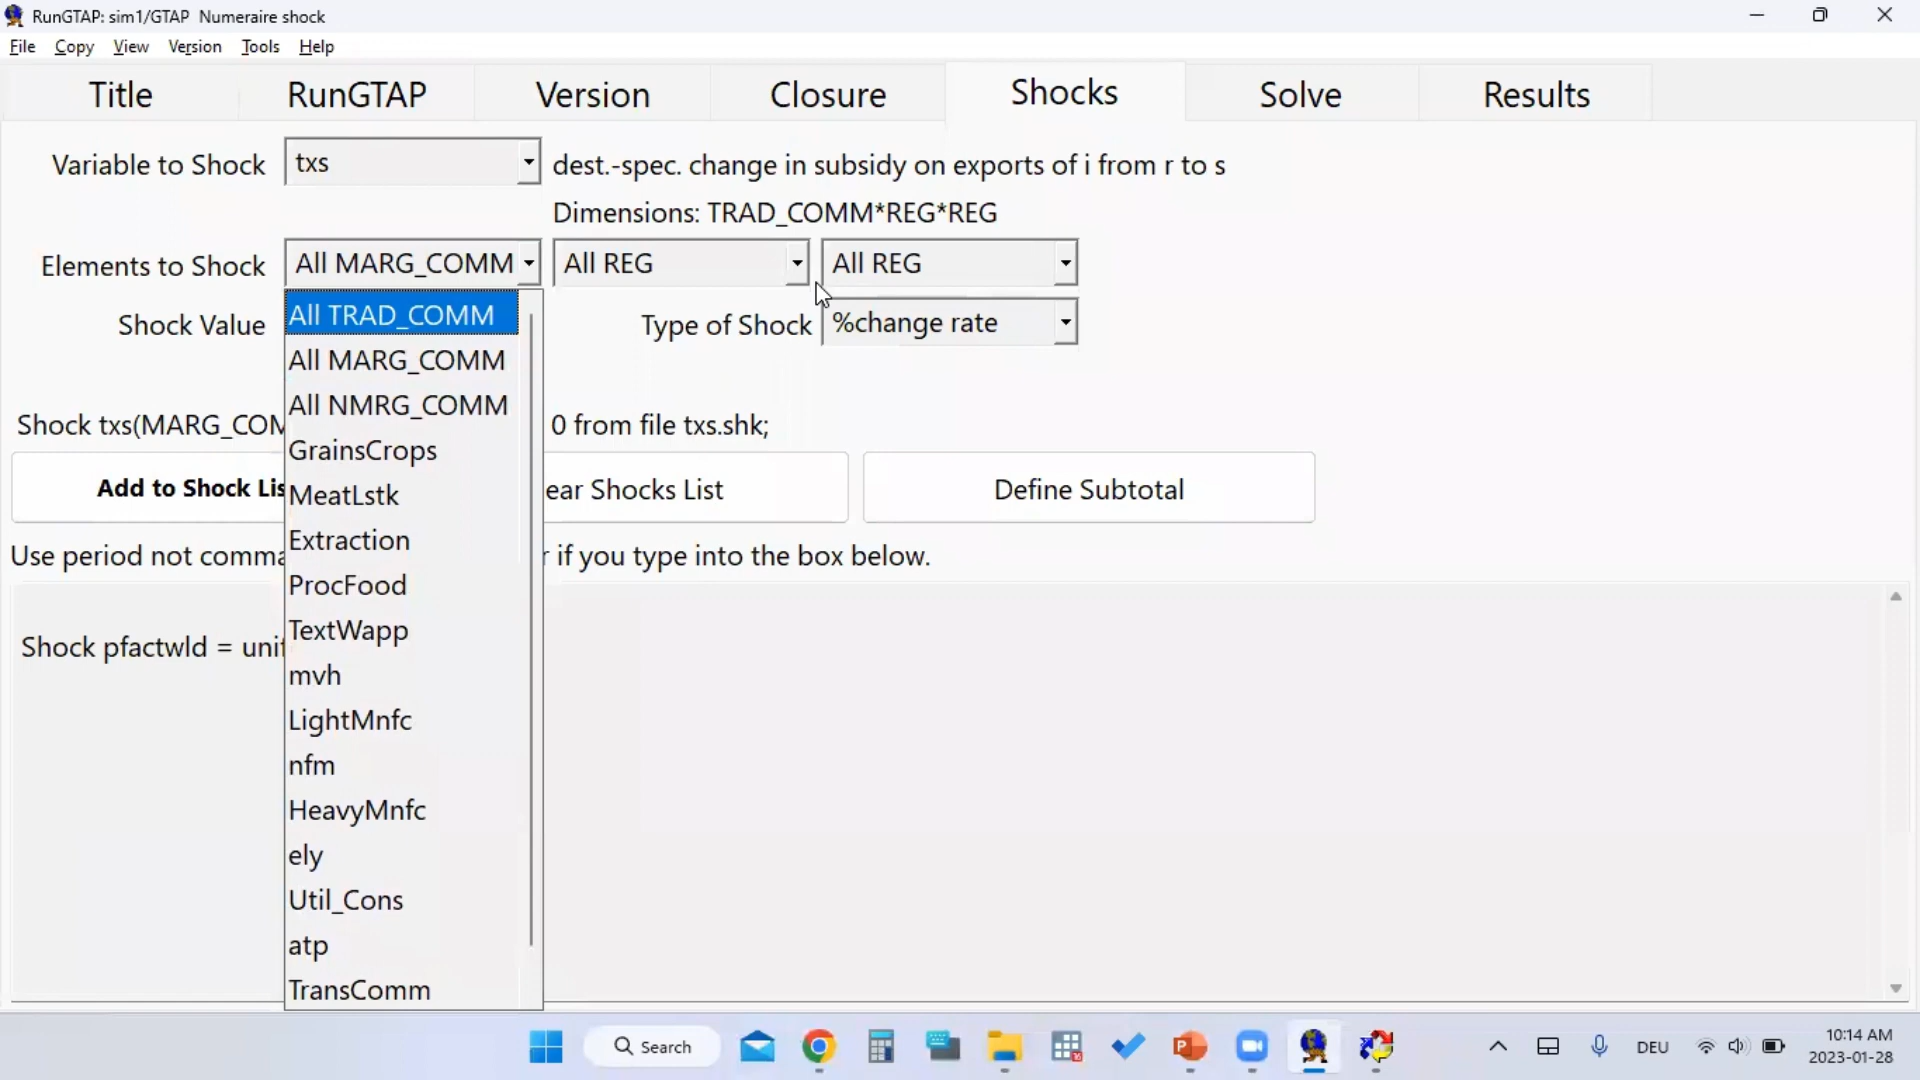 RunGTAP: sim1/GTAP Numeraire shock
File Copy View Version Tools Help
Title RunGTAP Version Closure Shocks Solve Results
Variable to Shock txs dest.-spec. change in subsidy on exports of i from r to s
Dimensions: TRAD_COMM*REG*REG
Elements to Shock All MARG_COMM All REG All REG
Shock Value Type of Shock %change rate
All TRAD_COMM
All MARG_COMM
All NMRG_COMM
GrainsCrops
MeatLstk
Extraction
ProcFood
TextWapp
mvh
LightMnfc
nfm
HeavyMnfc
ely
Util_Cons
atp
TransComm
Shock txs(MARG_COM 0 from file txs.shk;
Add to Shock Lis ear Shocks List Define Subtotal
Use period not comma r if you type into the box below.
Shock pfactwld = unif
Search
16
DEU
10:14 AM
2023-01-28